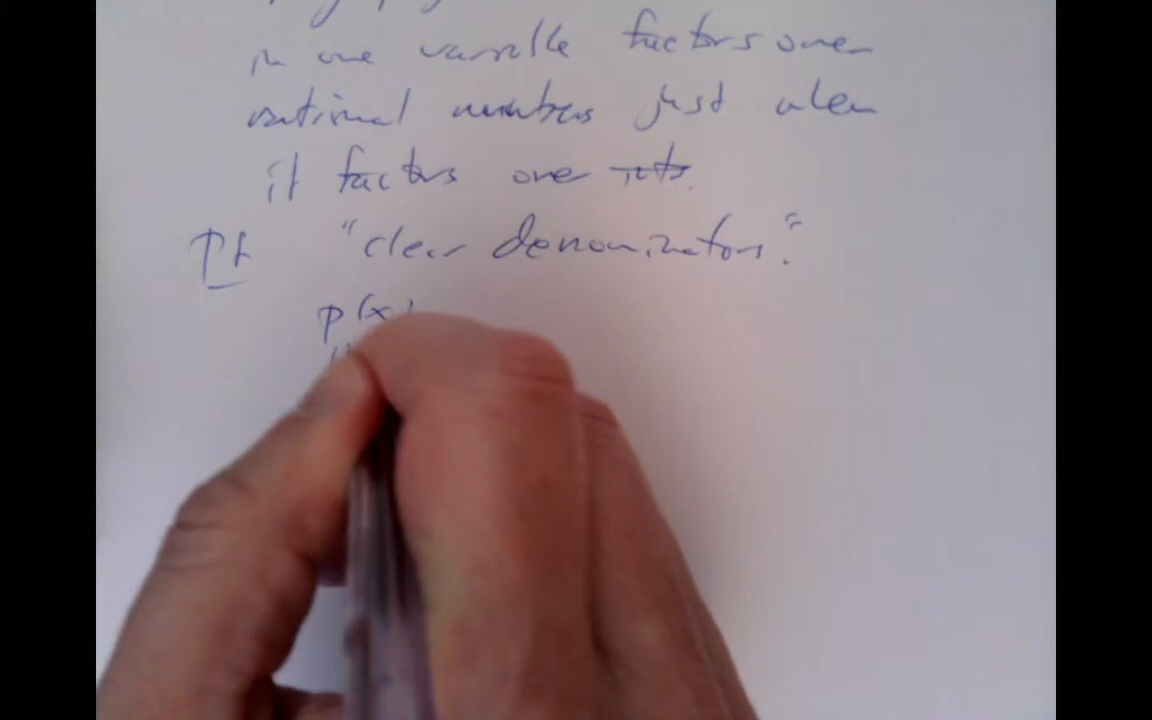 in one variable factors over
rational numbers just when
it factors over ints.
Pf "clear denominators."
p(x)